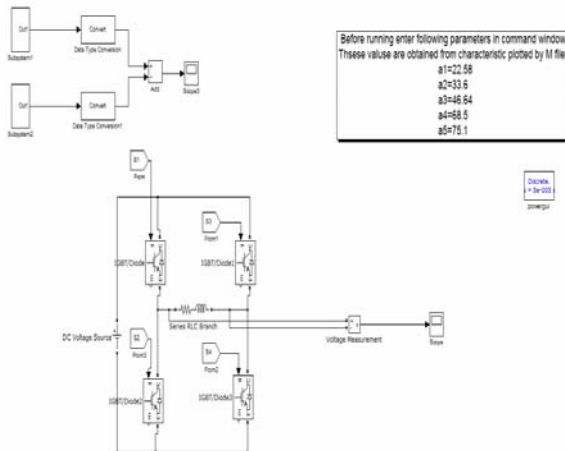 Out1
Subsystem1
Convert
Data Type Conversion
Add
Scope3
Out1
Subsystem2
Convert
Data Type Conversion1
Before running enter following parameters in command window
Thsese valuse are obtained from characteristic plotted by M file
a1=22.58
a2=33.6
a3=46.64
a4=68.5
a5=75.1
Discrete,
powergui
S1
From
S3
From1
IGBT/Diode
IGBT/Diode1
Series RLC Branch
DC Voltage Source
Voltage Measurement
Scope
S2
From3
S4
From2
IGBT/Diode2
IGBT/Diode3